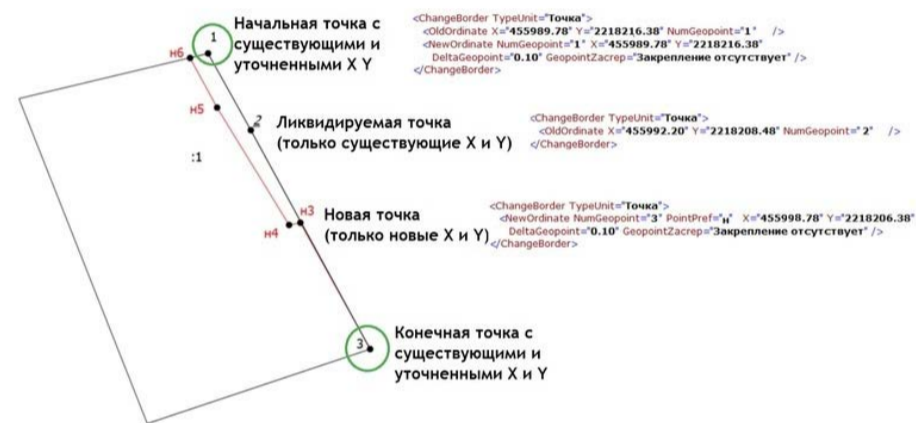 Начальная точка с
существующими и
уточненными X Y
<ChangeBorder TypeUnit="Точка">
<OldOrdinate X="455989.78" Y="2218216.38" NumGeopoint="1" />
<NewOrdinate NumGeopoint="1" X="455989.78" Y="2218216.38"
DeltaGeopoint="0.10" GeopointZacrep="Закрепление отсутствует" />
</ChangeBorder>
1
н6
н5
2
Ликвидируемая точка
(только существующие X и Y)
<ChangeBorder TypeUnit="Точка">
<OldOrdinate X="455992.20" Y="2218208.48" NumGeopoint="2" />
</ChangeBorder>
:1
н3
н4
Новая точка
(только новые X и Y)
<ChangeBorder TypeUnit="Точка">
<NewOrdinate NumGeopoint="3" PointPref="н" X="455998.78" Y="2218206.38"
DeltaGeopoint="0.10" GeopointZacrep="Закрепление отсутствует" />
</ChangeBorder>
3
Конечная точка с
существующими и
уточненными X и Y